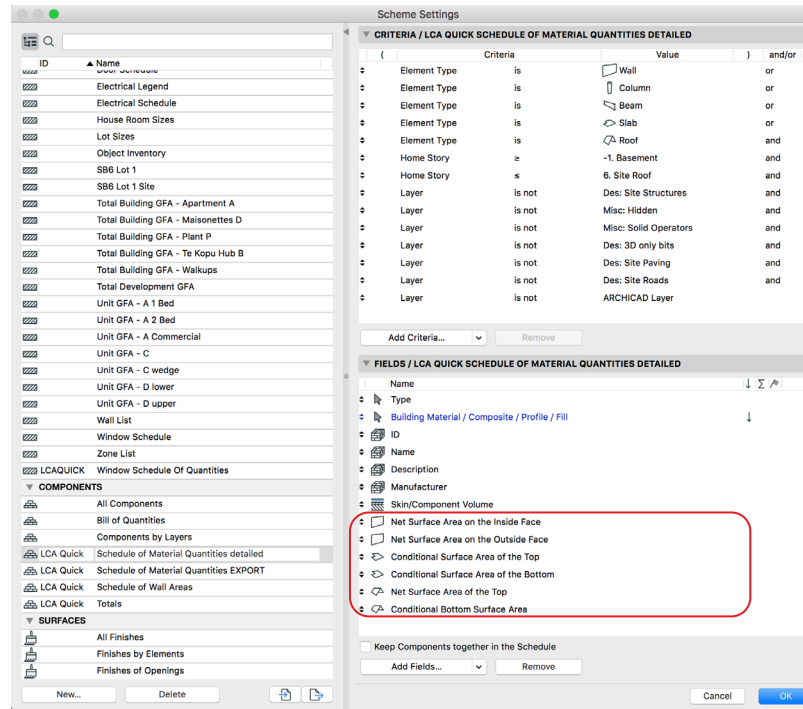 Scheme Settings
ID Name
Door Schedule
Electrical Legend
Electrical Schedule
House Room Sizes
Lot Sizes
Object Inventory
SB6 Lot 1
SB6 Lot 1 Site
Total Building GFA - Apartment A
Total Building GFA - Maisonettes D
Total Building GFA - Plant P
Total Building GFA - Te Kopu Hub B
Total Building GFA - Walkups
Total Development GFA
Unit GFA - A 1 Bed
Unit GFA - A 2 Bed
Unit GFA - A Commercial
Unit GFA - C
Unit GFA - C wedge
Unit GFA - D lower
Unit GFA - D upper
Wall List
Window Schedule
Zone List
LCAQUICK Window Schedule Of Quantities
COMPONENTS
All Components
Bill of Quantities
Components by Layers
LCA Quick Schedule of Material Quantities detailed
LCA Quick Schedule of Material Quantities EXPORT
LCA Quick Schedule of Wall Areas
LCA Quick Totals
SURFACES
All Finishes
Finishes by Elements
Finishes of Openings
New... Delete
CRITERIA / LCA QUICK SCHEDULE OF MATERIAL QUANTITIES DETAILED
( Criteria Value ) and/or
Element Type is Wall or
Element Type is Column or
Element Type is Beam or
Element Type is Slab or
Element Type is Roof and
Home Story ≥ -1. Basement and
Home Story ≤ 6. Site Roof and
Layer is not Des: Site Structures and
Layer is not Misc: Hidden and
Layer is not Misc: Solid Operators and
Layer is not Des: 3D only bits and
Layer is not Des: Site Paving and
Layer is not Des: Site Roads and
Layer is not ARCHICAD Layer
Add Criteria... Remove
FIELDS / LCA QUICK SCHEDULE OF MATERIAL QUANTITIES DETAILED
Name ↓ Σ
Type
Building Material / Composite / Profile / Fill ↓
ID
Name
Description
Manufacturer
Skin/Component Volume
Net Surface Area on the Inside Face
Net Surface Area on the Outside Face
Conditional Surface Area of the Top
Conditional Surface Area of the Bottom
Net Surface Area of the Top
Conditional Bottom Surface Area
Keep Components together in the Schedule
Add Fields... Remove
Cancel OK